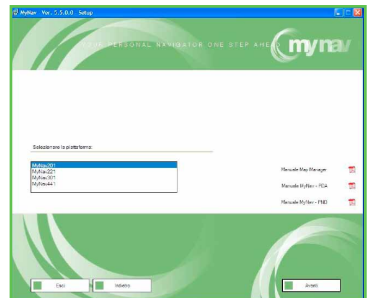 MyNav Ver. 5.5.0.0 Setup
YOUR PERSONAL NAVIGATOR ONE STEP AHEAD
mynav
Selezionare la piattaforma
MyNav201
MyNav221
MyNav301
MyNav441
Manuale Map Manager
Manuale MyNav - PDA
Manuale MyNav - PND
Esci
Indietro
Avanti